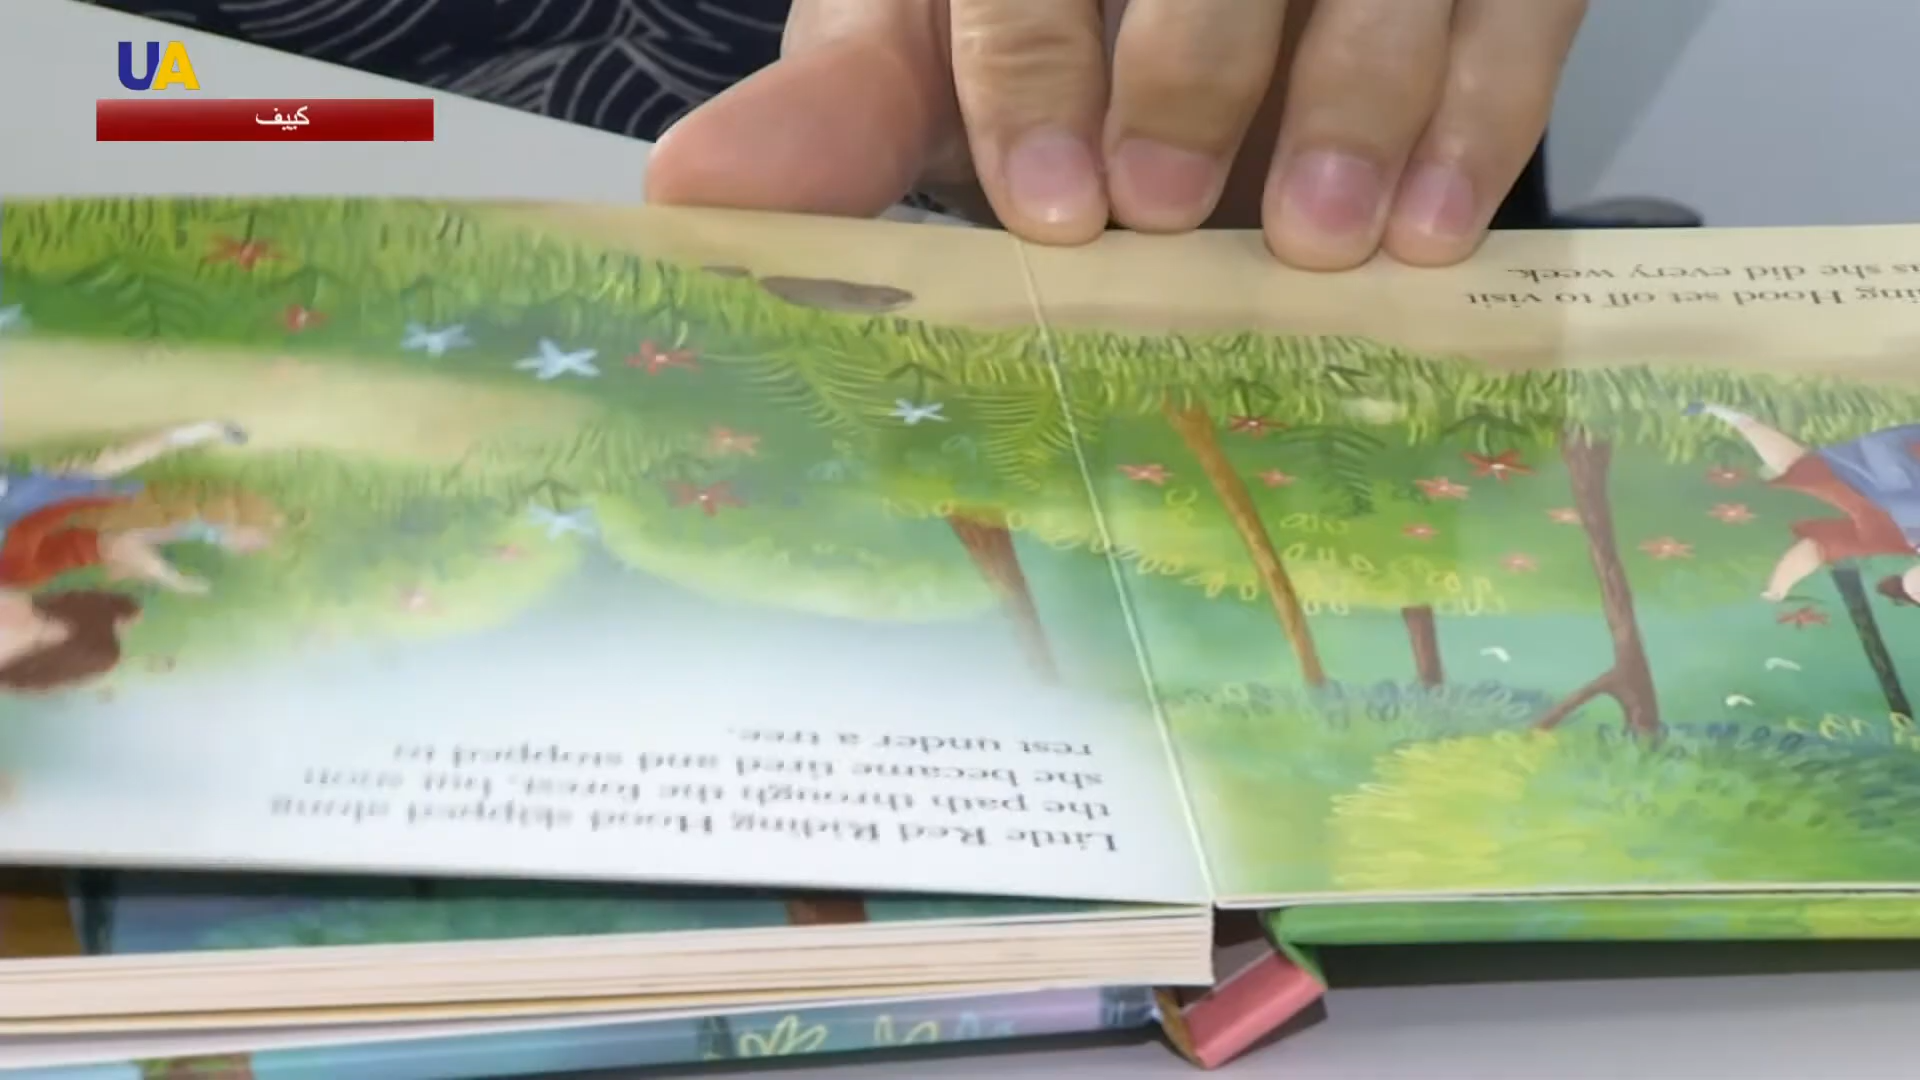 UA
كييف
ing Hood set off to visit
as she did every week.
Little Red Riding Hood skipped along
the path through the forest, but soon
she became tired and stopped to
rest under a tree.